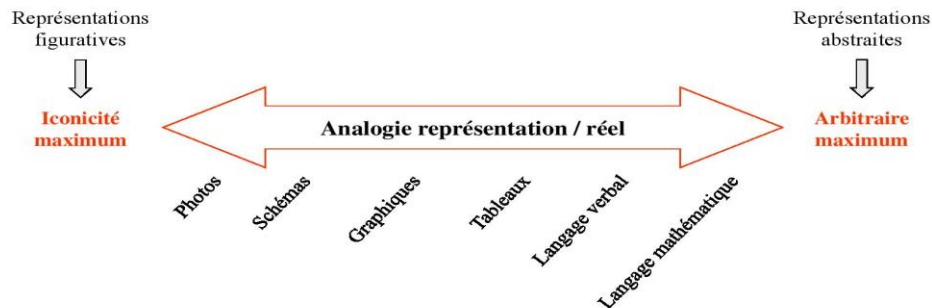 Représentations
figuratives
Représentations
abstraites
Iconicité
maximum
Analogie représentation / réel
Arbitraire
maximum
Photos
Schémas
Graphiques
Tableaux
Langage verbal
Langage mathématique